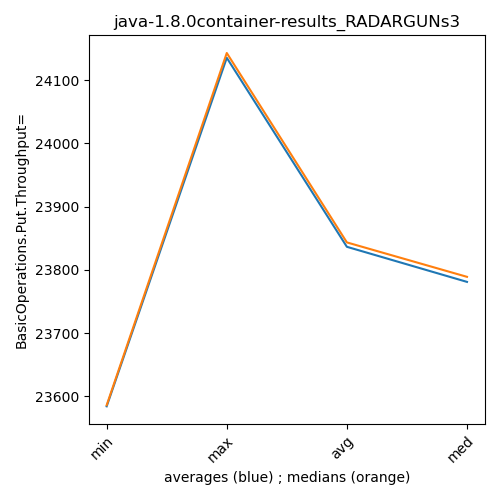 java-1.8.0container-results_RADARGUNs3
BasicOperations.Put.Throughput=
24100
24000
23900
23800
23700
23600
min
max
avg
med
averages (blue) ; medians (orange)